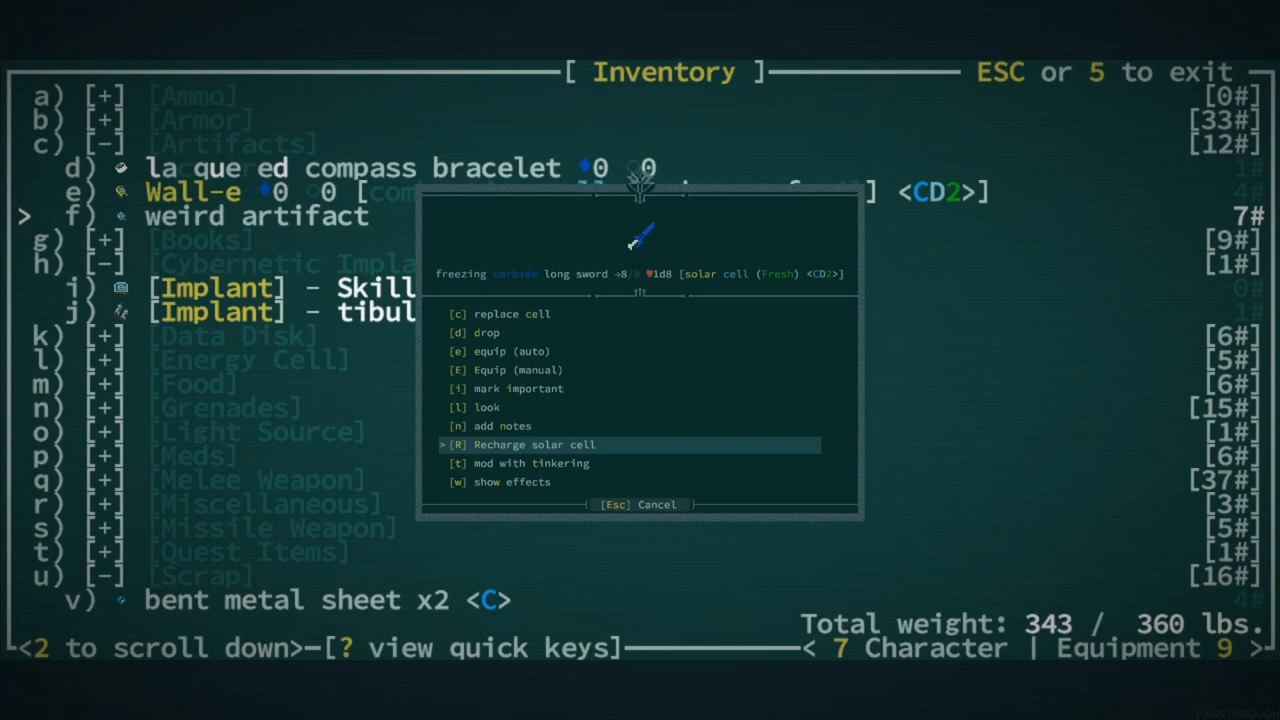 [ Inventory ] ESC or 5 to exit
a) [+] [Ammo] [0#]
b) [+] [Armor] [33#]
c) [-] [Artifacts] [12#]
d) la que ed compass bracelet ♦0 ○0 1#
e) Wall-e ♦0 ○0 [com ] <CD2>] 4#
> f) weird artifact 7#
g) [+] [Books] [9#]
h) [-] [Cybernetic Impla [1#]
i) [Implant] - Skill 0#
j) [Implant] - tibul 1#
k) [+] [Data Disk] [6#]
l) [+] [Energy Cell] [5#]
m) [+] [Food] [6#]
n) [+] [Grenades] [15#]
o) [+] [Light Source] [1#]
p) [+] [Meds] [6#]
q) [+] [Melee Weapon] [37#]
r) [+] [Miscellaneous] [3#]
s) [+] [Missile Weapon] [5#]
t) [+] [Quest Items] [1#]
u) [-] [Scrap] [16#]
v) bent metal sheet x2 <C> 4#
Total weight: 343 / 360 lbs.
<2 to scroll down> [? view quick keys] < 7 Character | Equipment 9 >
freezing carbide long sword →8/8 ♥1d8 [solar cell (Fresh) <CD2>]
[c] replace cell
[d] drop
[e] equip (auto)
[E] Equip (manual)
[i] mark important
[l] look
[n] add notes
> [R] Recharge solar cell
[t] mod with tinkering
[w] show effects
[Esc] Cancel